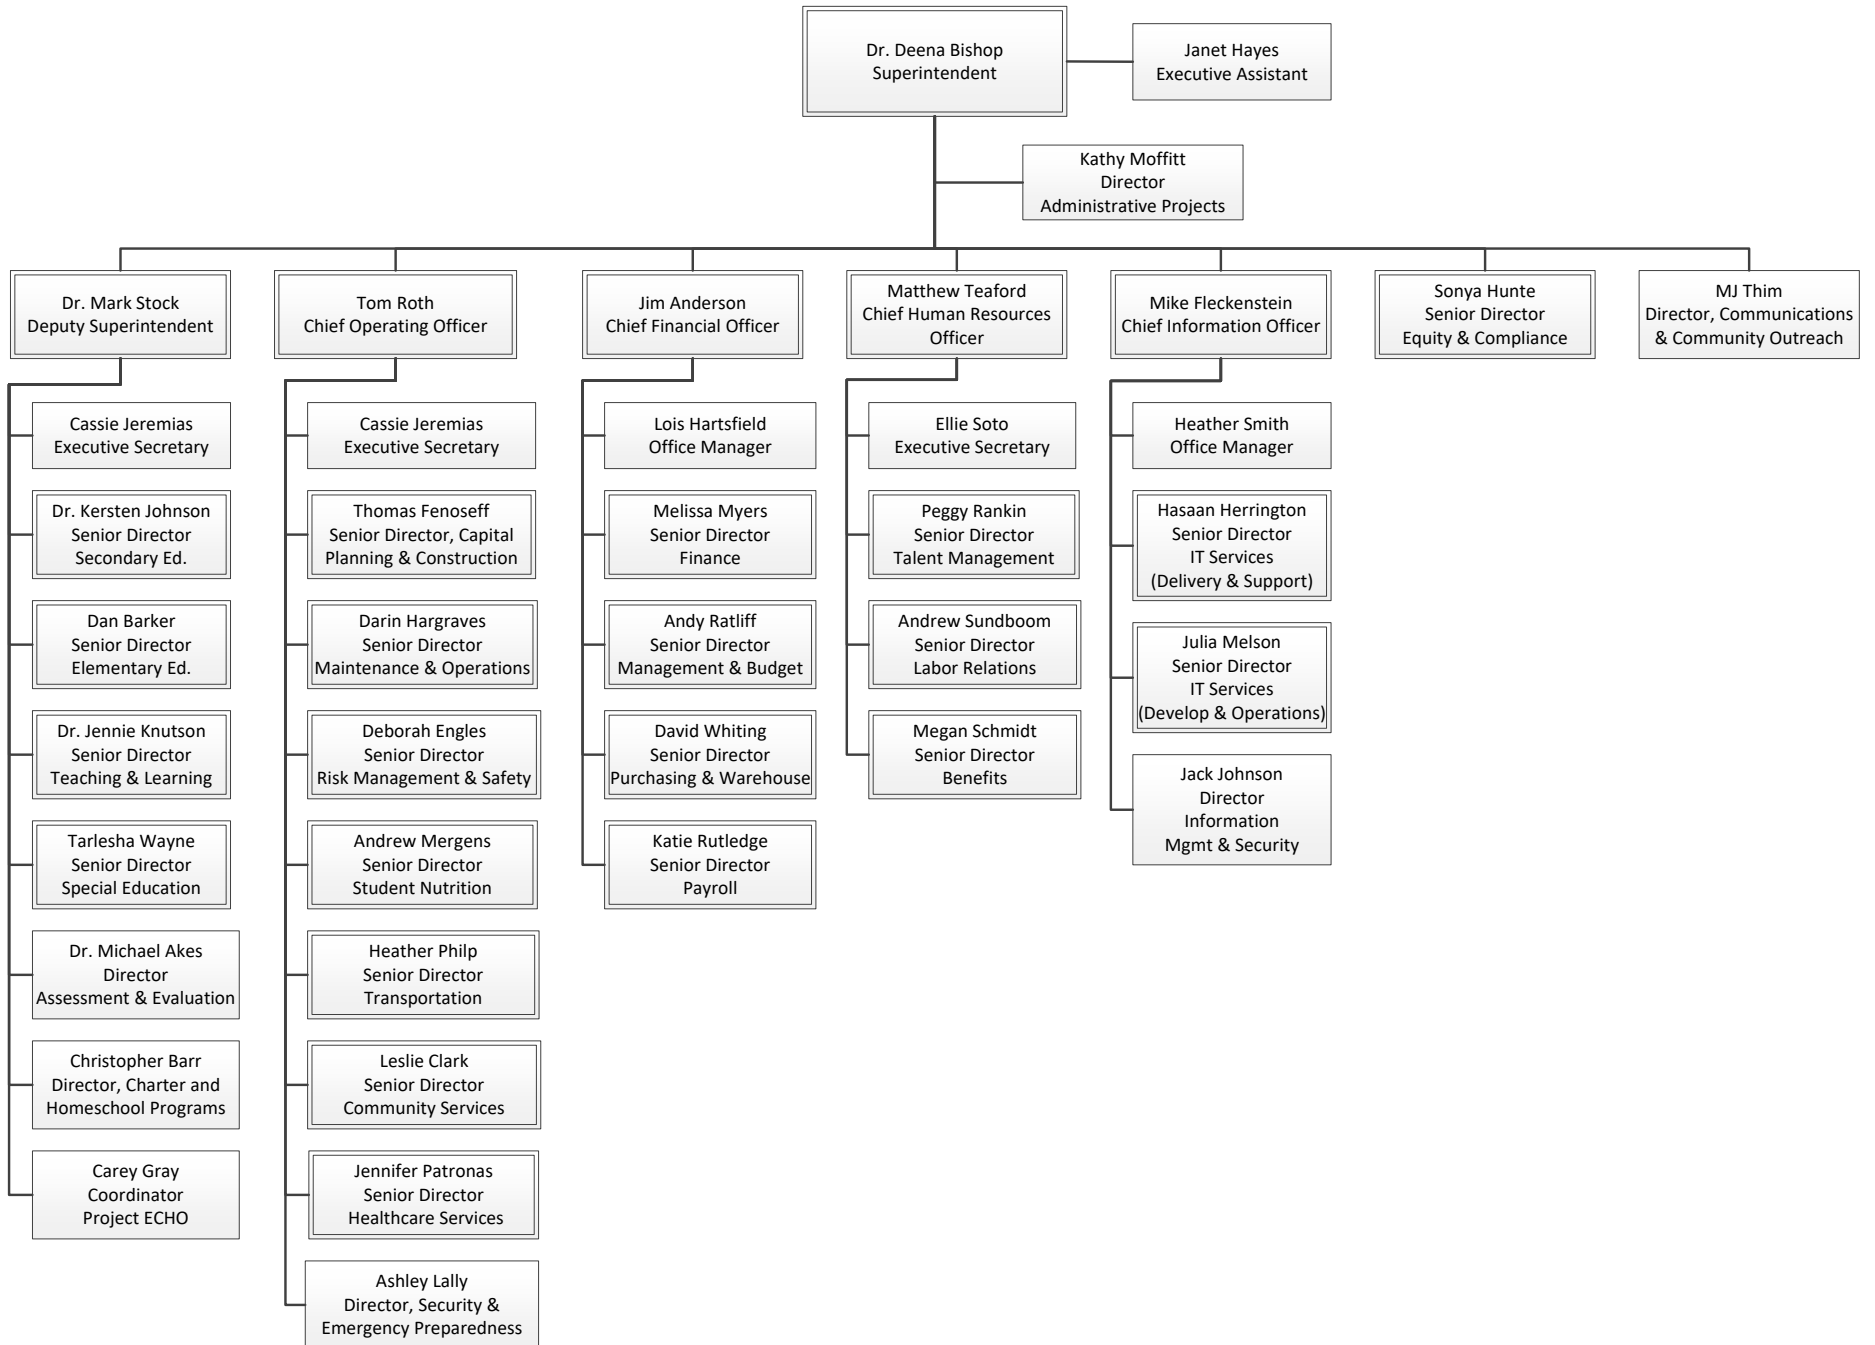 Dr. Deena Bishop
Superintendent
Janet Hayes
Executive Assistant
Kathy Moffitt
Director
Administrative Projects
Dr. Mark Stock
Deputy Superintendent
Tom Roth
Chief Operating Officer
Jim Anderson
Chief Financial Officer
Matthew Teaford
Chief Human Resources
Officer
Mike Fleckenstein
Chief Information Officer
Sonya Hunte
Senior Director
Equity & Compliance
MJ Thim
Director, Communications
& Community Outreach
Cassie Jeremias
Executive Secretary
Dr. Kersten Johnson
Senior Director
Secondary Ed.
Dan Barker
Senior Director
Elementary Ed.
Dr. Jennie Knutson
Senior Director
Teaching & Learning
Tarlesha Wayne
Senior Director
Special Education
Dr. Michael Akes
Director
Assessment & Evaluation
Christopher Barr
Director, Charter and
Homeschool Programs
Carey Gray
Coordinator
Project ECHO
Cassie Jeremias
Executive Secretary
Thomas Fenoseff
Senior Director, Capital
Planning & Construction
Darin Hargraves
Senior Director
Maintenance & Operations
Deborah Engles
Senior Director
Risk Management & Safety
Andrew Mergens
Senior Director
Student Nutrition
Heather Philp
Senior Director
Transportation
Leslie Clark
Senior Director
Community Services
Jennifer Patronas
Senior Director
Healthcare Services
Ashley Lally
Director, Security &
Emergency Preparedness
Lois Hartsfield
Office Manager
Melissa Myers
Senior Director
Finance
Andy Ratliff
Senior Director
Management & Budget
David Whiting
Senior Director
Purchasing & Warehouse
Katie Rutledge
Senior Director
Payroll
Ellie Soto
Executive Secretary
Peggy Rankin
Senior Director
Talent Management
Andrew Sundboom
Senior Director
Labor Relations
Megan Schmidt
Senior Director
Benefits
Heather Smith
Office Manager
Hasaan Herrington
Senior Director
IT Services
(Delivery & Support)
Julia Melson
Senior Director
IT Services
(Develop & Operations)
Jack Johnson
Director
Information
Mgmt & Security